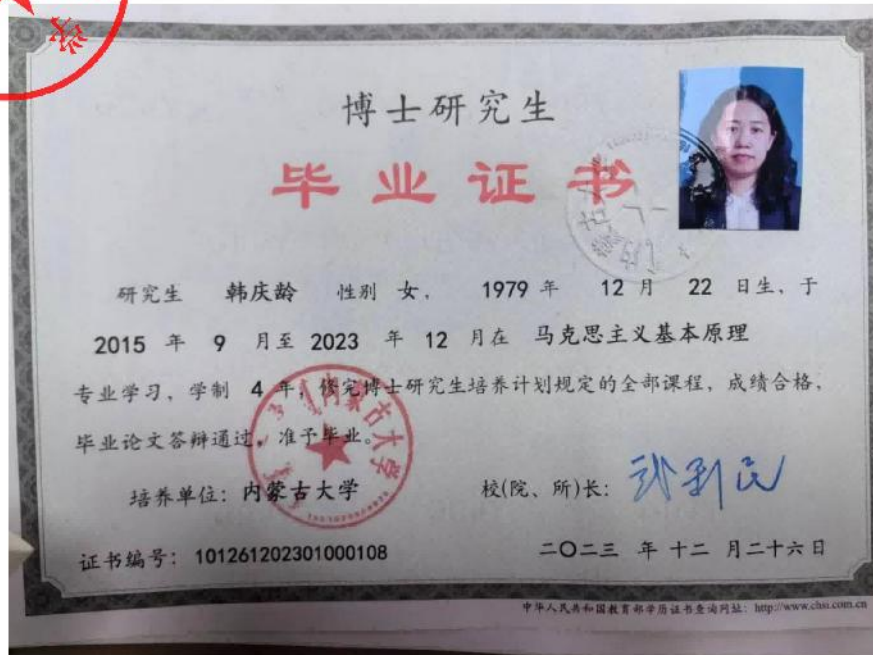 博士研究生
毕业证书
研究生 韩庆龄 性别 女, 1979 年 12 月 22 日生、于
2015 年 9 月至 2023 年 12 月在 马克思主义基本原理
专业学习, 学制 4 年, 修完博士研究生培养计划规定的全部课程, 成绩合格,
毕业论文答辩通过, 准予毕业。
内蒙古大学
培养单位: 内蒙古大学 校(院、所)长:
证书编号: 101261202301000108 二〇二三 年 十二 月二十六日
中华人民共和国教育部学历证书查询网址: http://www.chsi.com.cn